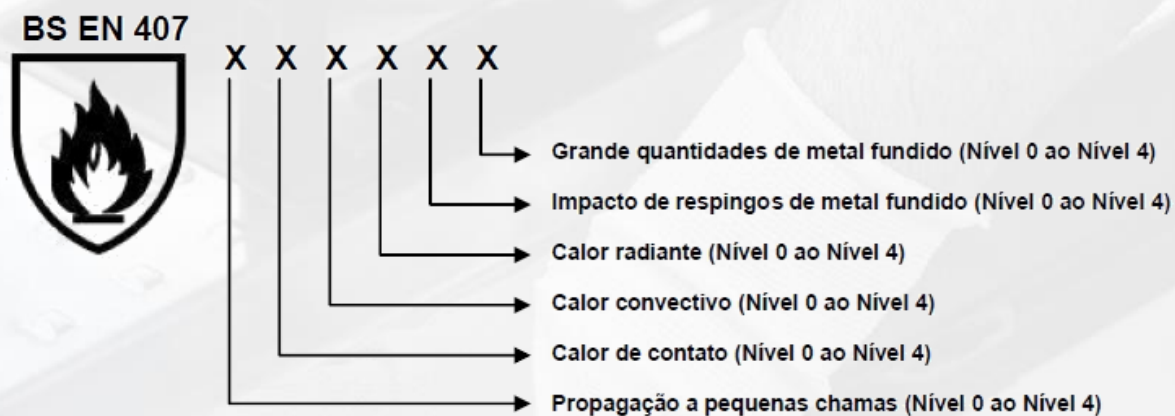 BS EN 407
X X X X X X
Grande quantidades de metal fundido (Nível 0 ao Nível 4)
Impacto de respingos de metal fundido (Nível 0 ao Nível 4)
Calor radiante (Nível 0 ao Nível 4)
Calor convectivo (Nível 0 ao Nível 4)
Calor de contato (Nível 0 ao Nível 4)
Propagação a pequenas chamas (Nível 0 ao Nível 4)